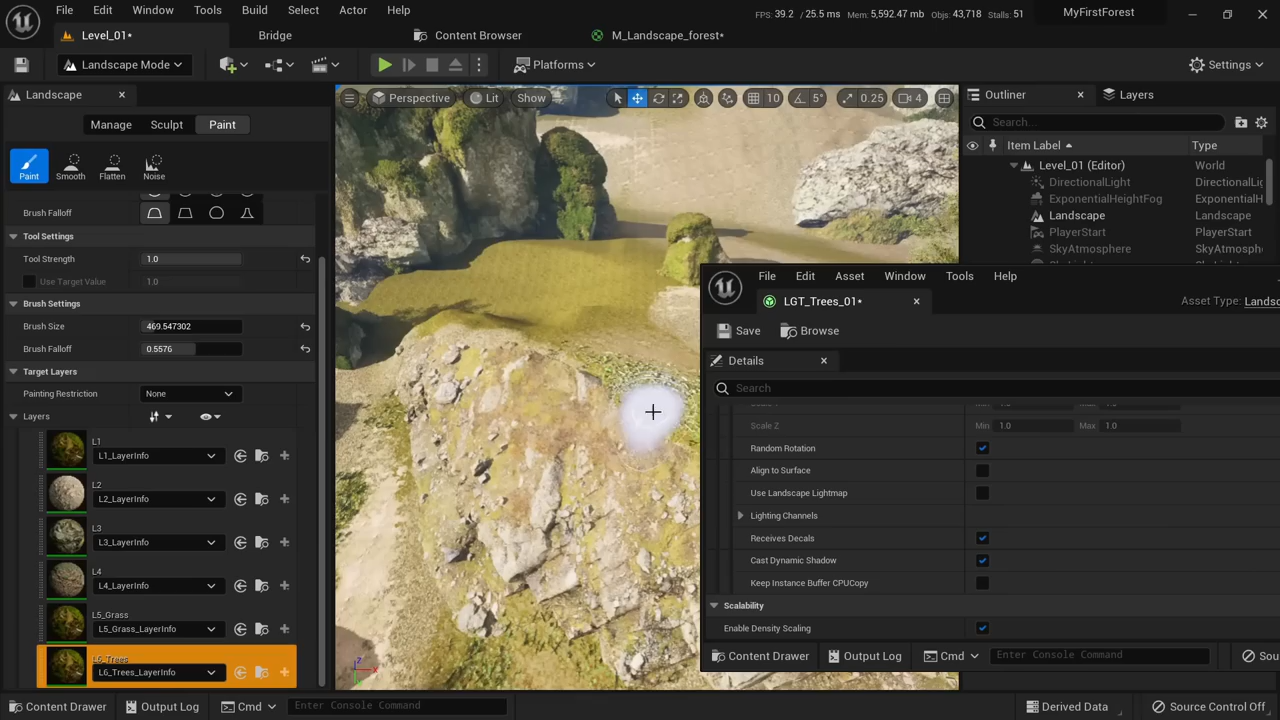 File Edit Window Tools Build Select Actor Help
FPS: 39.2 / 25.5 ms Mem: 5,592.47 mb Objs: 43,718 Stalls: 51
MyFirstForest
Level_01*
Bridge
Content Browser
M_Landscape_forest*
Landscape Mode
Platforms
Settings
Landscape
Perspective
Lit
Show
10
5°
0.25
4
Outliner
Layers
Manage
Sculpt
Paint
Search...
Item Label
Type
Paint
Smooth
Flatten
Noise
Level_01 (Editor) World
DirectionalLight DirectionalLig
ExponentialHeightFog ExponentialH
Landscape Landscape
PlayerStart PlayerStart
SkyAtmosphere SkyAtmosphere
Brush Falloff
Tool Settings
Tool Strength 1.0
Use Target Value 1.0
Brush Settings
Brush Size 469.547302
Brush Falloff 0.5576
Target Layers
Painting Restriction None
Layers
L1
L1_LayerInfo
L2
L2_LayerInfo
L3
L3_LayerInfo
L4
L4_LayerInfo
L5_Grass
L5_Grass_LayerInfo
L6_Trees
L6_Trees_LayerInfo
File Edit Asset Window Tools Help
LGT_Trees_01*
Asset Type: Landsc
Save
Browse
Details
Search
Scale Z Min 1.0 Max 1.0
Random Rotation
Align to Surface
Use Landscape Lightmap
Lighting Channels
Receives Decals
Cast Dynamic Shadow
Keep Instance Buffer CPUCopy
Scalability
Enable Density Scaling
Content Drawer
Output Log
Cmd
Enter Console Command
Sou
Content Drawer
Output Log
Cmd
Enter Console Command
Derived Data
Source Control Off